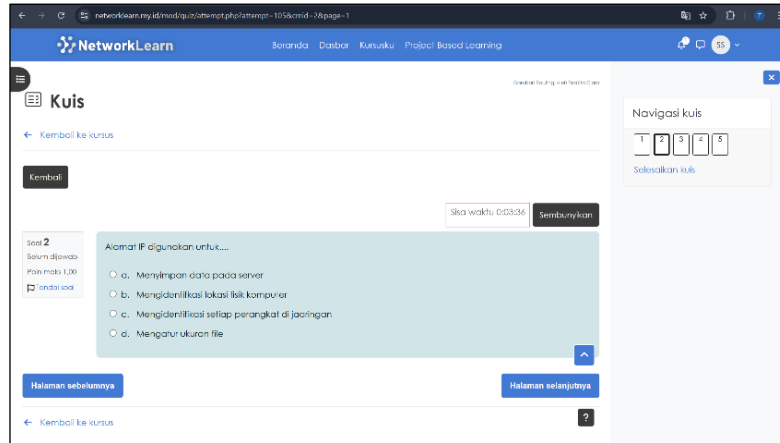 networklearn.my.id/mod/quiz/attempt.php?attempt=105&cmid=28&page=1
NetworkLearn
Beranda Dasbor Kursusku Project Based Learning
SS
Kuis
Kembali ke kursus
Kembali
Sisa waktu 0:03:36
Sembunyikan
Soal 2
Belum dijawab
Poin maks 1,00
Tandai soal
Alamat IP digunakan untuk....
a. Menyimpan data pada server
b. Mengidentifikasi lokasi fisik komputer
c. Mengidentifikasi setiap perangkat di jaaringan
d. Mengatur ukuran file
Halaman sebelumnya
Halaman selanjutnya
Kembali ke kursus
?
Navigasi kuis
1 2 3 4 5
Selesaikan kuis